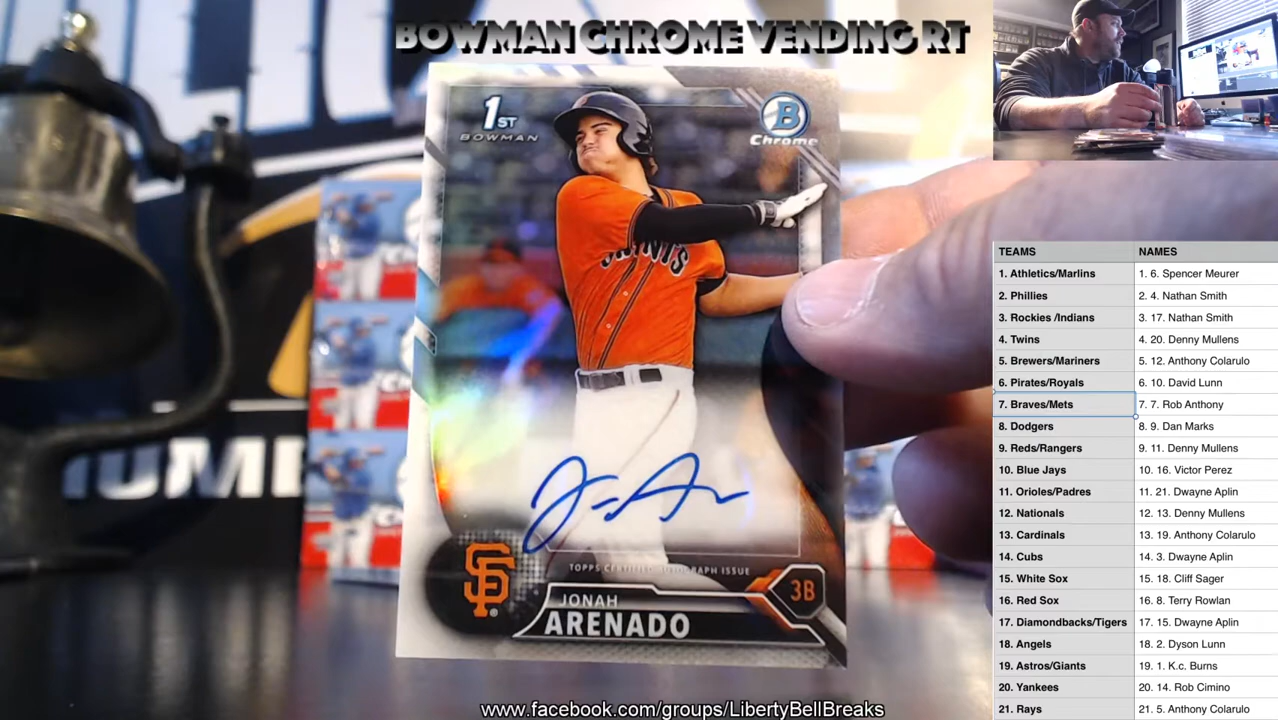 BOWMAN CHROME VENDING RT
1ST
BOWMAN
B
Chrome
GIANTS
SF
TOPPS CERTIFIED AUTOGRAPH ISSUE
JONAH
ARENADO
3B
HOME
TEAMS NAMES
1. Athletics/Marlins 1. 6. Spencer Meurer
2. Phillies 2. 4. Nathan Smith
3. Rockies /Indians 3. 17. Nathan Smith
4. Twins 4. 20. Denny Mullens
5. Brewers/Mariners 5. 12. Anthony Colarulo
6. Pirates/Royals 6. 10. David Lunn
7. Braves/Mets 7. 7. Rob Anthony
8. Dodgers 8. 9. Dan Marks
9. Reds/Rangers 9. 11. Denny Mullens
10. Blue Jays 10. 16. Victor Perez
11. Orioles/Padres 11. 21. Dwayne Aplin
12. Nationals 12. 13. Denny Mullens
13. Cardinals 13. 19. Anthony Colarulo
14. Cubs 14. 3. Dwayne Aplin
15. White Sox 15. 18. Cliff Sager
16. Red Sox 16. 8. Terry Rowlan
17. Diamondbacks/Tigers 17. 15. Dwayne Aplin
18. Angels 18. 2. Dyson Lunn
19. Astros/Giants 19. 1. K.c. Burns
20. Yankees 20. 14. Rob Cimino
21. Rays 21. 5. Anthony Colarulo
www.facebook.com/groups/LibertyBellBreaks